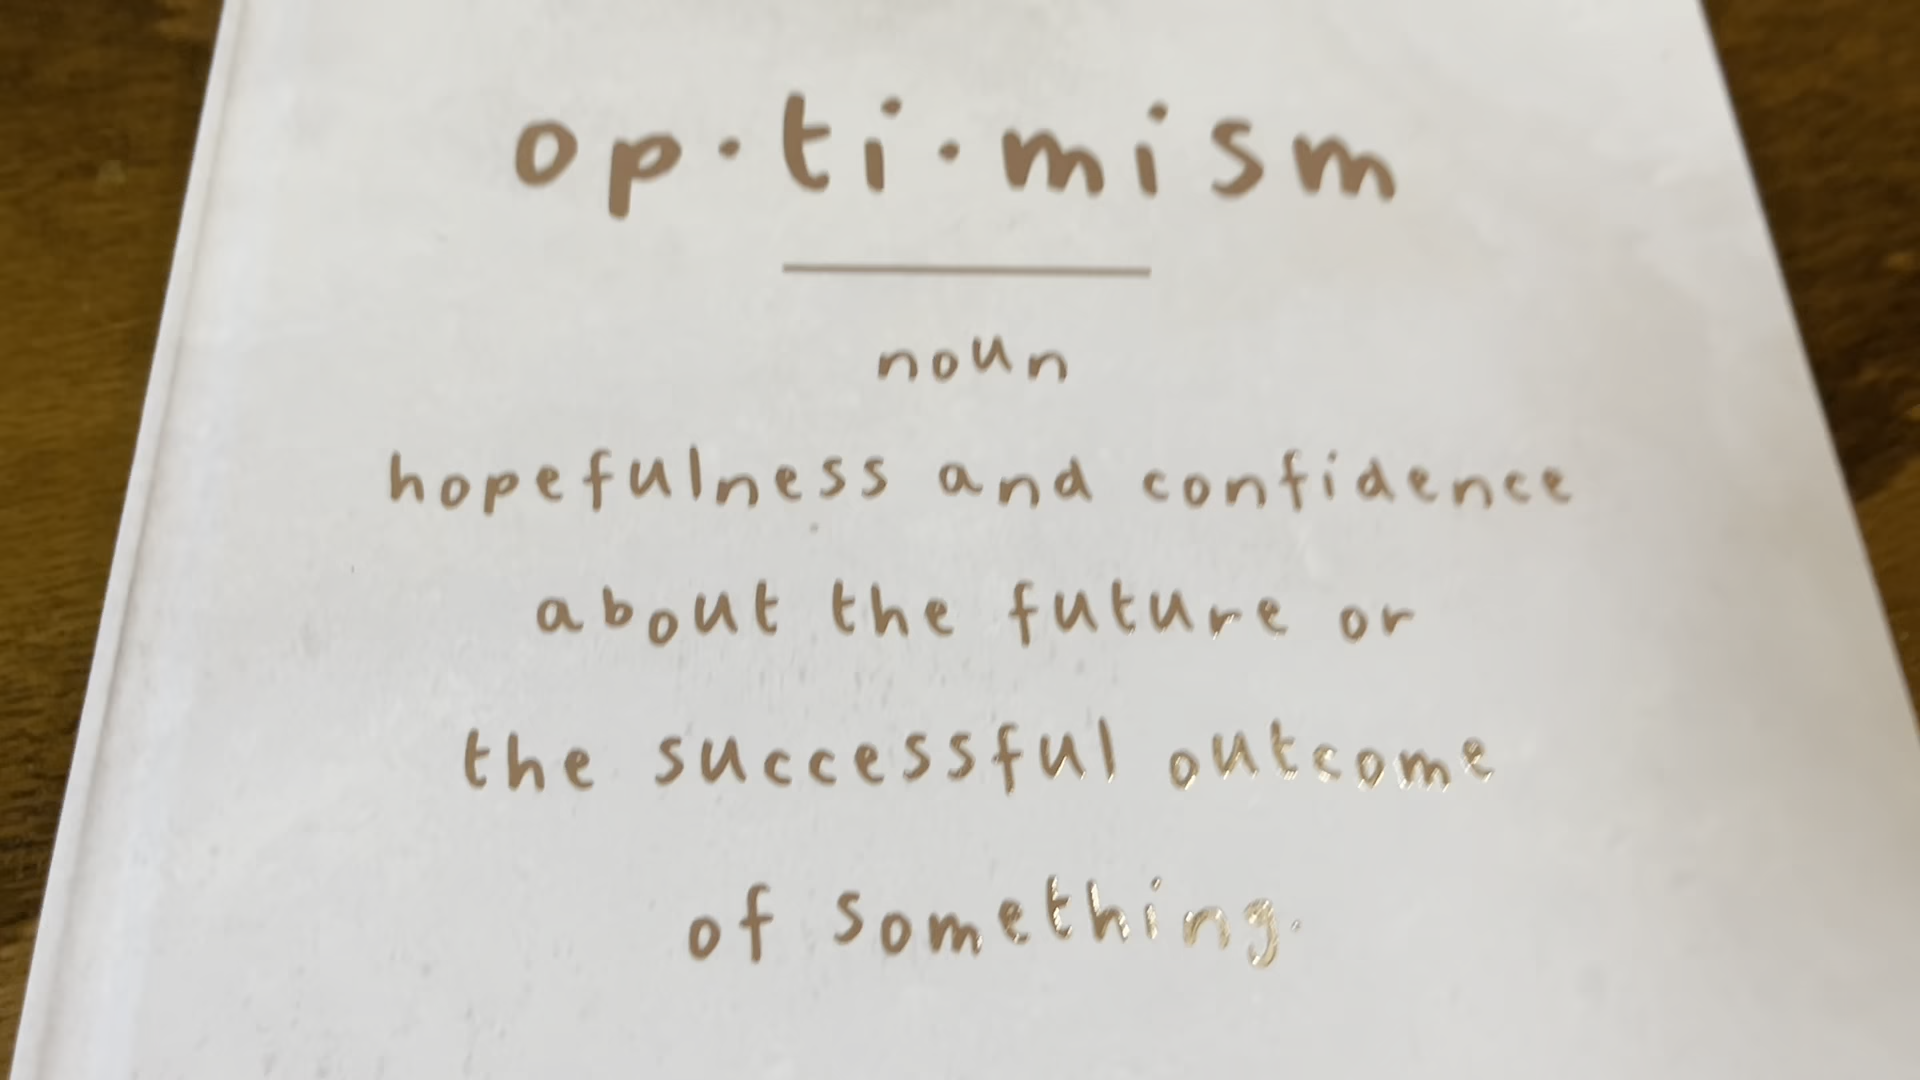 op·ti·mism
noun
hopefulness and confidence
about the future or
the successful outcome
of something.